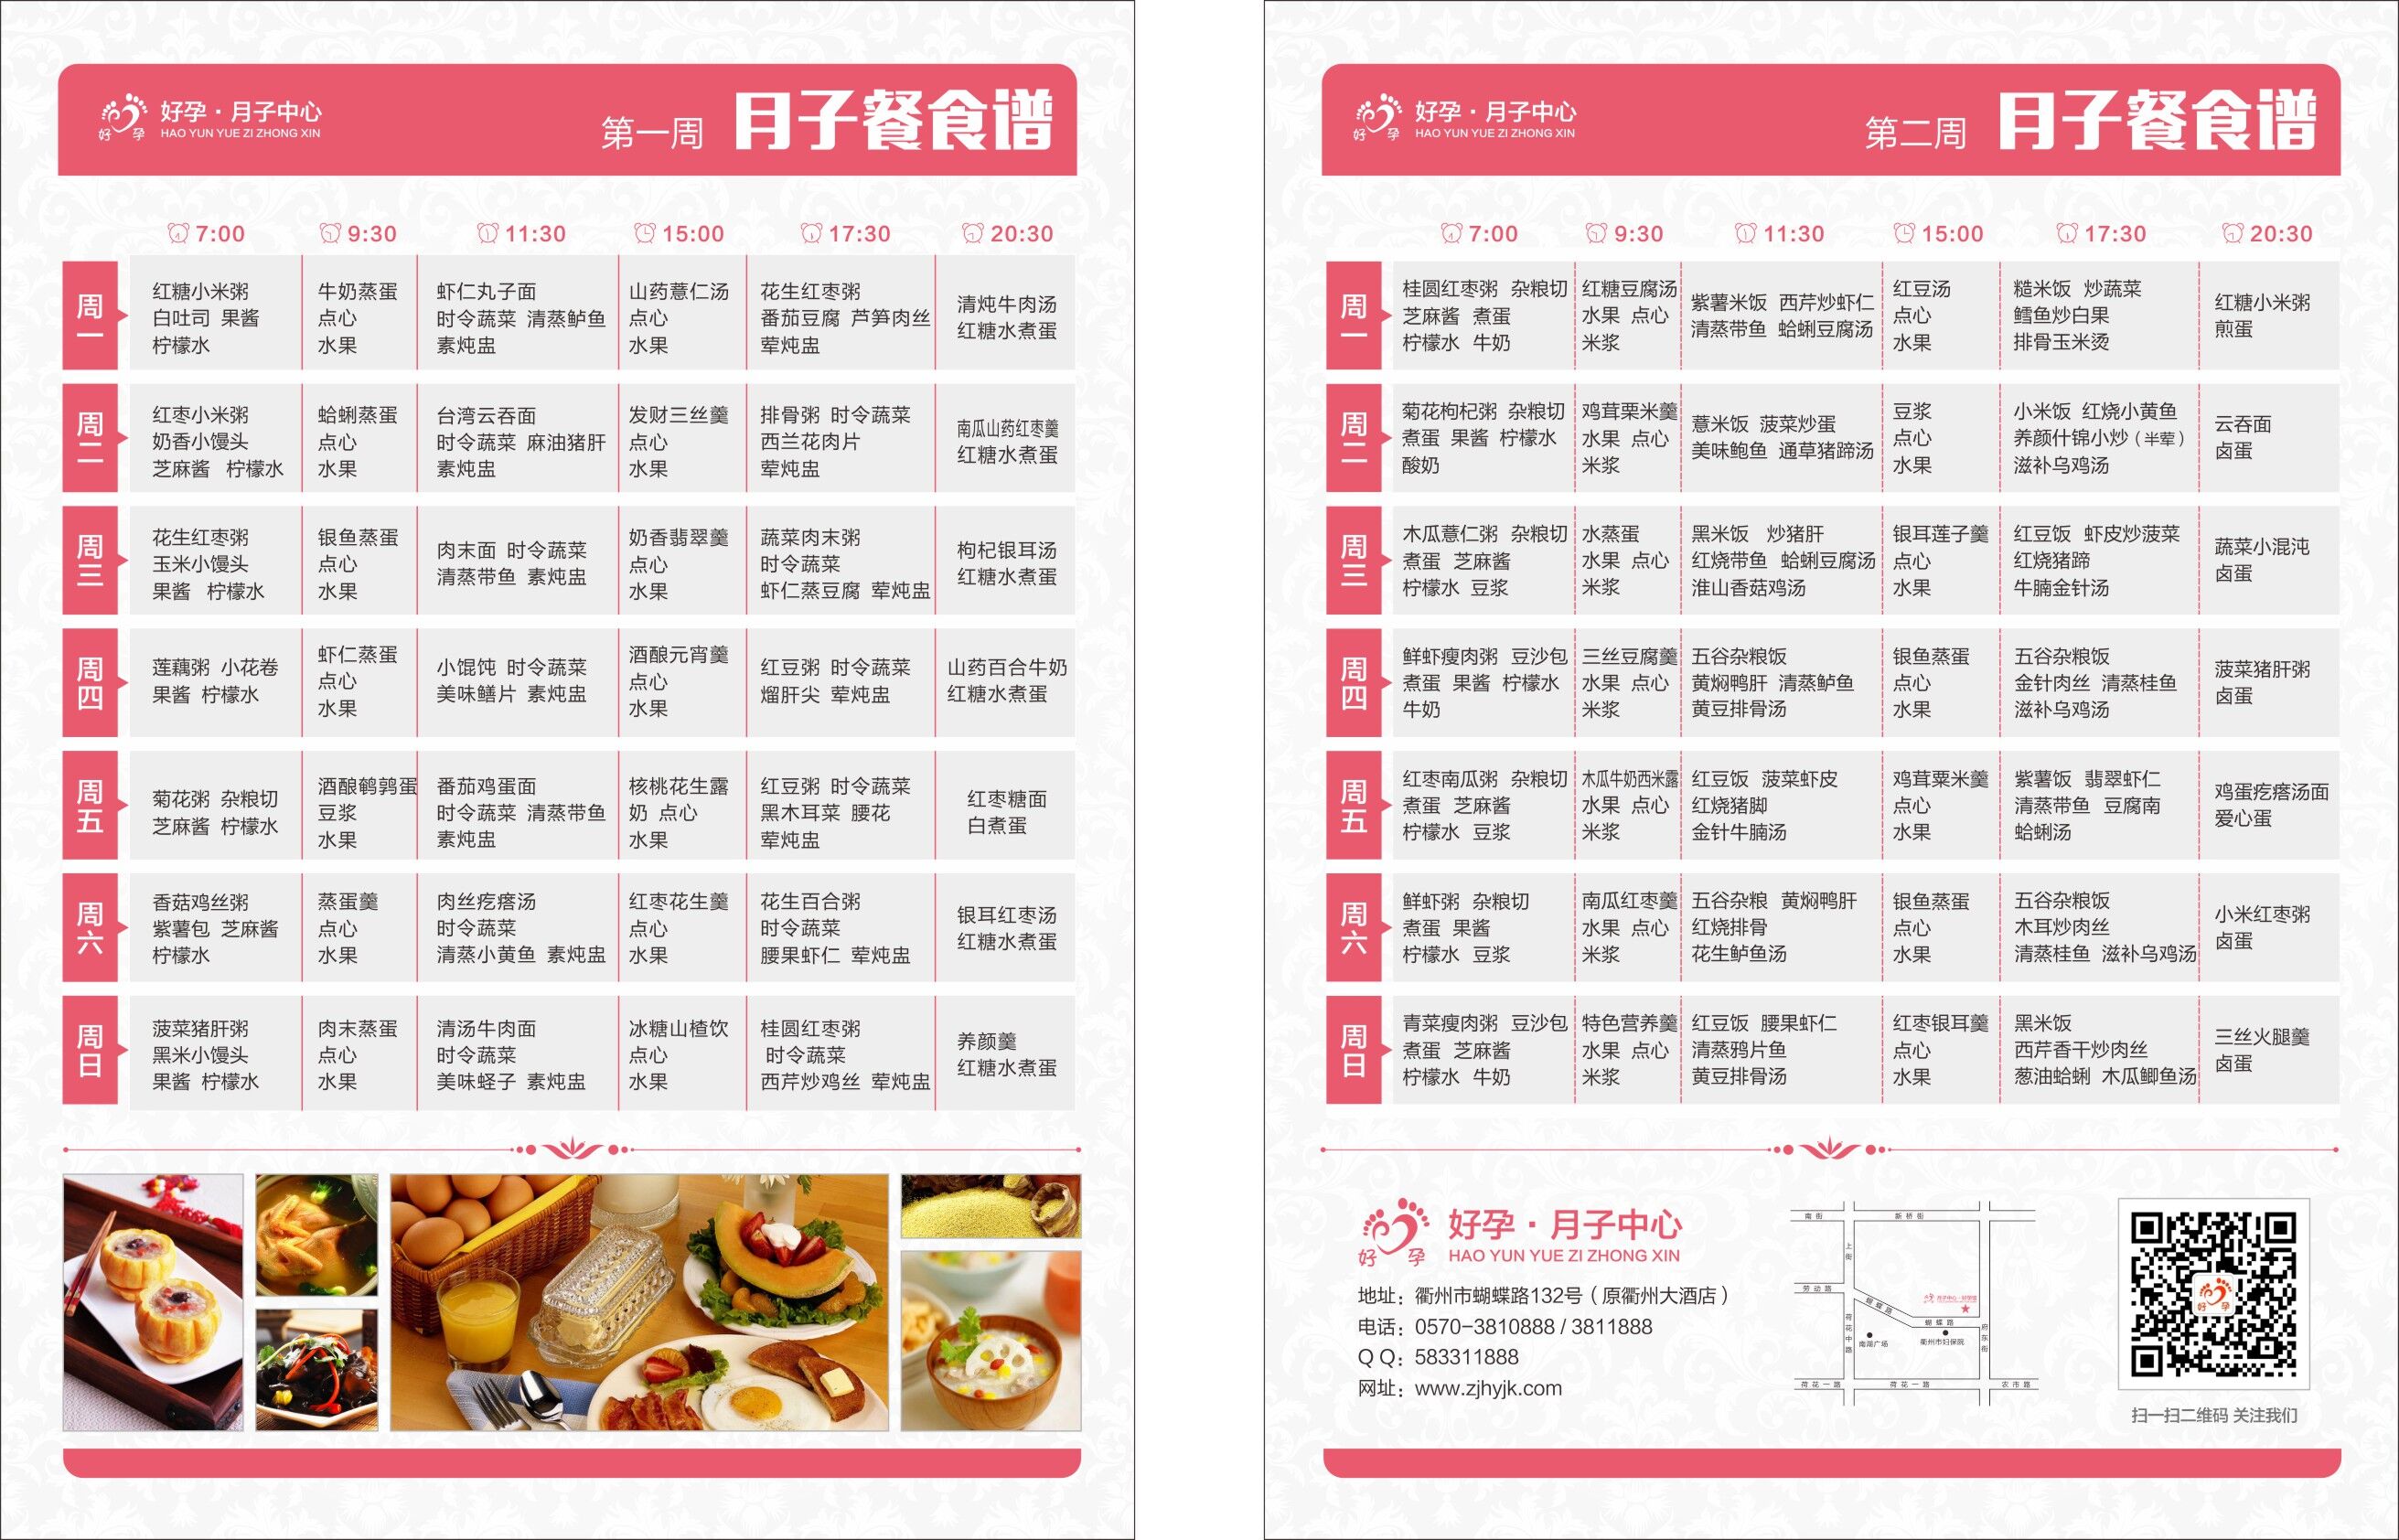 好孕·月子中心
HAO YUN YUE ZI ZHONG XIN
好 孕
第一周 月子餐食谱
7:00 9:30 11:30 15:00 17:30 20:30
周一
红糖小米粥
白吐司 果酱
柠檬水
牛奶蒸蛋
点心
水果
虾仁丸子面
时令蔬菜 清蒸鲈鱼
素炖盅
山药薏仁汤
点心
水果
花生红枣粥
番茄豆腐 芦笋肉丝
荤炖盅
清炖牛肉汤
红糖水煮蛋
周二
红枣小米粥
奶香小馒头
芝麻酱 柠檬水
蛤蜊蒸蛋
点心
水果
台湾云吞面
时令蔬菜 麻油猪肝
素炖盅
发财三丝羹
点心
水果
排骨粥 时令蔬菜
西兰花肉片
荤炖盅
南瓜山药红枣羹
红糖水煮蛋
周三
花生红枣粥
玉米小馒头
果酱 柠檬水
银鱼蒸蛋
点心
水果
肉末面 时令蔬菜
清蒸带鱼 素炖盅
奶香翡翠羹
点心
水果
蔬菜肉末粥
时令蔬菜
虾仁蒸豆腐 荤炖盅
枸杞银耳汤
红糖水煮蛋
周四
莲藕粥 小花卷
果酱 柠檬水
虾仁蒸蛋
点心
水果
小馄饨 时令蔬菜
美味鳝片 素炖盅
酒酿元宵羹
点心
水果
红豆粥 时令蔬菜
熘肝尖 荤炖盅
山药百合牛奶
红糖水煮蛋
周五
菊花粥 杂粮切
芝麻酱 柠檬水
酒酿鹌鹑蛋
豆浆
水果
番茄鸡蛋面
时令蔬菜 清蒸带鱼
素炖盅
核桃花生露
奶 点心
水果
红豆粥 时令蔬菜
黑木耳菜 腰花
荤炖盅
红枣糖面
白煮蛋
周六
香菇鸡丝粥
紫薯包 芝麻酱
柠檬水
蒸蛋羹
点心
水果
肉丝疙瘩汤
时令蔬菜
清蒸小黄鱼 素炖盅
红枣花生羹
点心
水果
花生百合粥
时令蔬菜
腰果虾仁 荤炖盅
银耳红枣汤
红糖水煮蛋
周日
菠菜猪肝粥
黑米小馒头
果酱 柠檬水
肉末蒸蛋
点心
水果
清汤牛肉面
时令蔬菜
美味蛏子 素炖盅
冰糖山楂饮
点心
水果
桂圆红枣粥
时令蔬菜
西芹炒鸡丝 荤炖盅
养颜羹
红糖水煮蛋
好孕·月子中心
HAO YUN YUE ZI ZHONG XIN
好 孕
第二周 月子餐食谱
7:00 9:30 11:30 15:00 17:30 20:30
周一
桂圆红枣粥 杂粮切
芝麻酱 煮蛋
柠檬水 牛奶
红糖豆腐汤
水果 点心
米浆
紫薯米饭 西芹炒虾仁
清蒸带鱼 蛤蜊豆腐汤
红豆汤
点心
水果
糙米饭 炒蔬菜
鳕鱼炒白果
排骨玉米烫
红糖小米粥
煎蛋
周二
菊花枸杞粥 杂粮切
煮蛋 果酱 柠檬水
酸奶
鸡茸栗米羹
水果 点心
米浆
薏米饭 菠菜炒蛋
美味鲍鱼 通草猪蹄汤
豆浆
点心
水果
小米饭 红烧小黄鱼
养颜什锦小炒(半荤)
滋补乌鸡汤
云吞面
卤蛋
周三
木瓜薏仁粥 杂粮切
煮蛋 芝麻酱
柠檬水 豆浆
水蒸蛋
水果 点心
米浆
黑米饭 炒猪肝
红烧带鱼 蛤蜊豆腐汤
淮山香菇鸡汤
银耳莲子羹
点心
水果
红豆饭 虾皮炒菠菜
红烧猪蹄
牛腩金针汤
蔬菜小混沌
卤蛋
周四
鲜虾瘦肉粥 豆沙包
煮蛋 果酱 柠檬水
牛奶
三丝豆腐羹
水果 点心
米浆
五谷杂粮饭
黄焖鸭肝 清蒸鲈鱼
黄豆排骨汤
银鱼蒸蛋
点心
水果
五谷杂粮饭
金针肉丝 清蒸桂鱼
滋补乌鸡汤
菠菜猪肝粥
卤蛋
周五
红枣南瓜粥 杂粮切
煮蛋 芝麻酱
柠檬水 豆浆
木瓜牛奶西米露
水果 点心
米浆
红豆饭 菠菜虾皮
红烧猪脚
金针牛腩汤
鸡茸粟米羹
点心
水果
紫薯饭 翡翠虾仁
清蒸带鱼 豆腐南
蛤蜊汤
鸡蛋疙瘩汤面
爱心蛋
周六
鲜虾粥 杂粮切
煮蛋 果酱
柠檬水 豆浆
南瓜红枣羹
水果 点心
米浆
五谷杂粮 黄焖鸭肝
红烧排骨
花生鲈鱼汤
银鱼蒸蛋
点心
水果
五谷杂粮饭
木耳炒肉丝
清蒸桂鱼 滋补乌鸡汤
小米红枣粥
卤蛋
周日
青菜瘦肉粥 豆沙包
煮蛋 芝麻酱
柠檬水 牛奶
特色营养羹
水果 点心
米浆
红豆饭 腰果虾仁
清蒸鸦片鱼
黄豆排骨汤
红枣银耳羹
点心
水果
黑米饭
西芹香干炒肉丝
葱油蛤蜊 木瓜鲫鱼汤
三丝火腿羹
卤蛋
好孕·月子中心
HAO YUN YUE ZI ZHONG XIN
好 孕
地址：衢州市蝴蝶路132号(原衢州大酒店)
电话：0570-3810888 / 3811888
Q Q：583311888
网址：www.zjhyjk.com
南街 新桥街
上街
劳动路
蝴蝶路
蝴蝶路
荷花中路
南湖广场
衢州市妇保院
府东街
荷花一路 荷花一路 农市路
好 孕
扫一扫二维码 关注我们